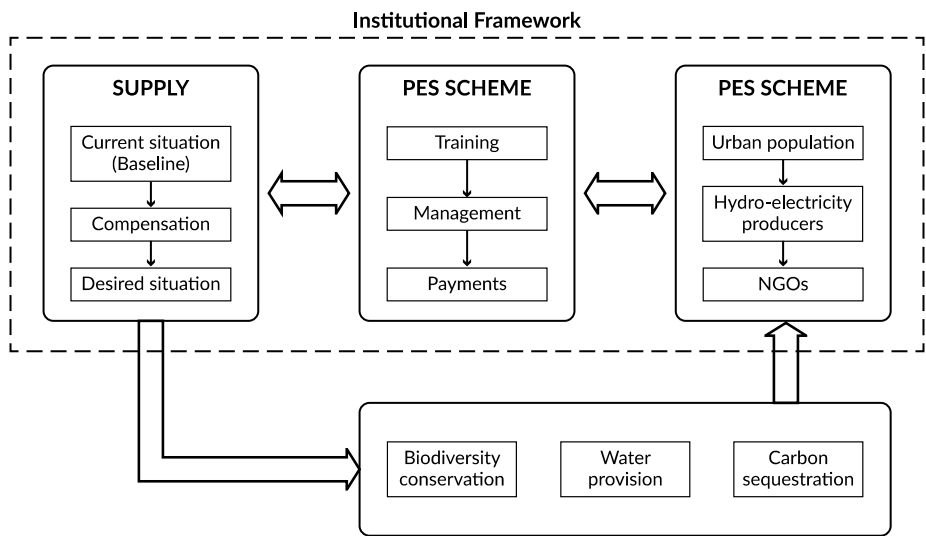 Institutional Framework
SUPPLY
Current situation
(Baseline)
Compensation
Desired situation
PES SCHEME
Training
Management
Payments
PES SCHEME
Urban population
Hydro-electricity
producers
NGOs
Biodiversity
conservation
Water
provision
Carbon
sequestration